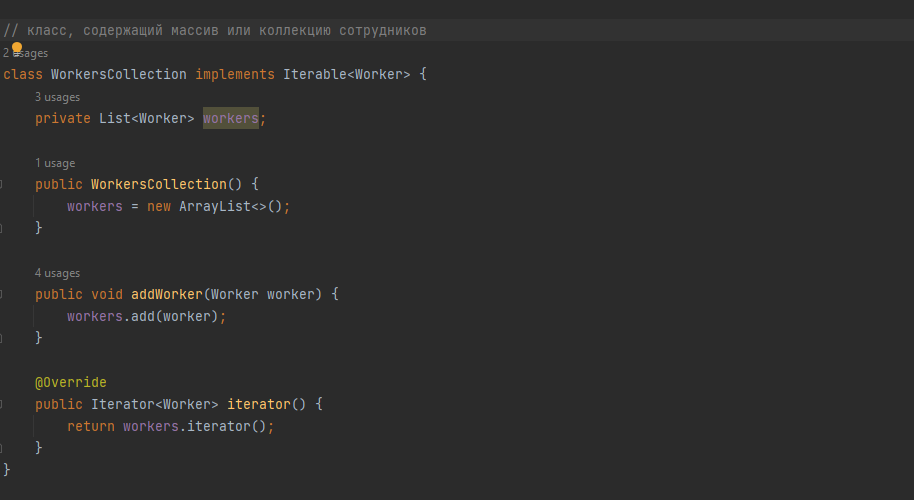 // класс, содержащий массив или коллекцию сотрудников
2 usages
class WorkersCollection implements Iterable<Worker> {
3 usages
private List<Worker> workers;
1 usage
public WorkersCollection() {
workers = new ArrayList<>();
}
4 usages
public void addWorker(Worker worker) {
workers.add(worker);
}
@Override
public Iterator<Worker> iterator() {
return workers.iterator();
}
}